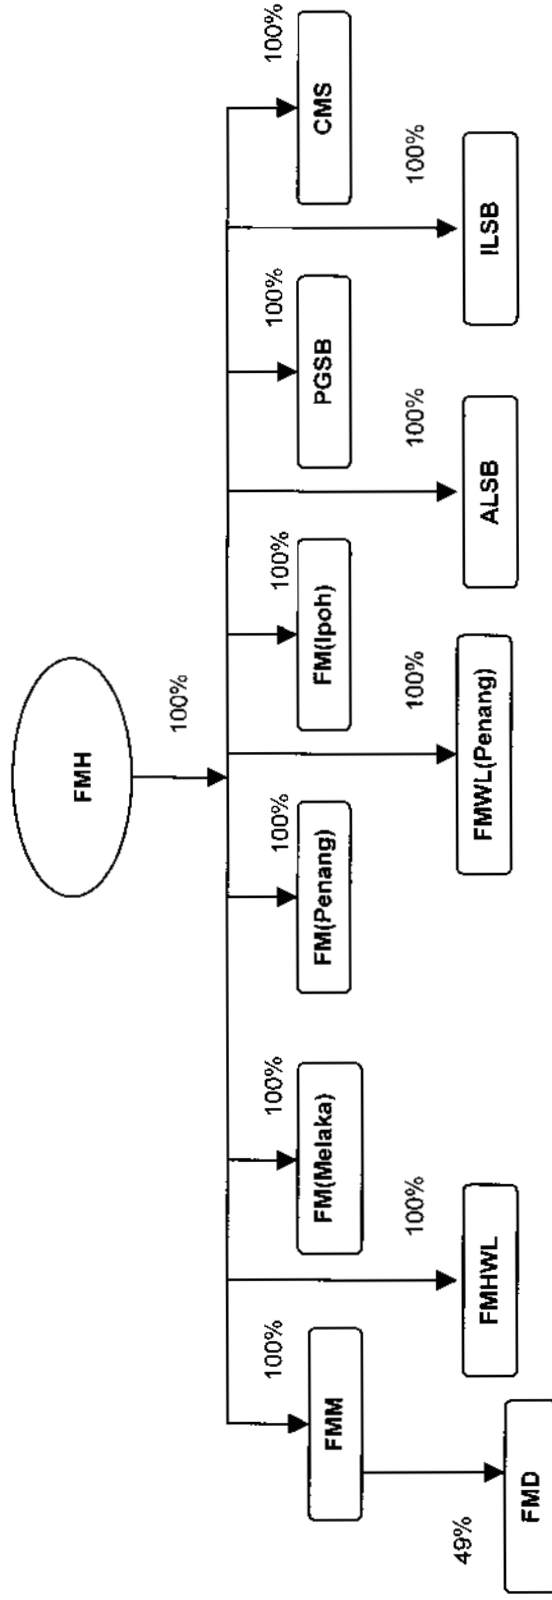 FMH
100%
100%
100%
100%
100%
100%
100%
FMM
FM(Melaka)
FM(Penang)
FM(Ipoh)
PGSB
CMS
100%
100%
100%
100%
49%
FMHWL
FMWL(Penang)
ALSB
ILSB
FMD